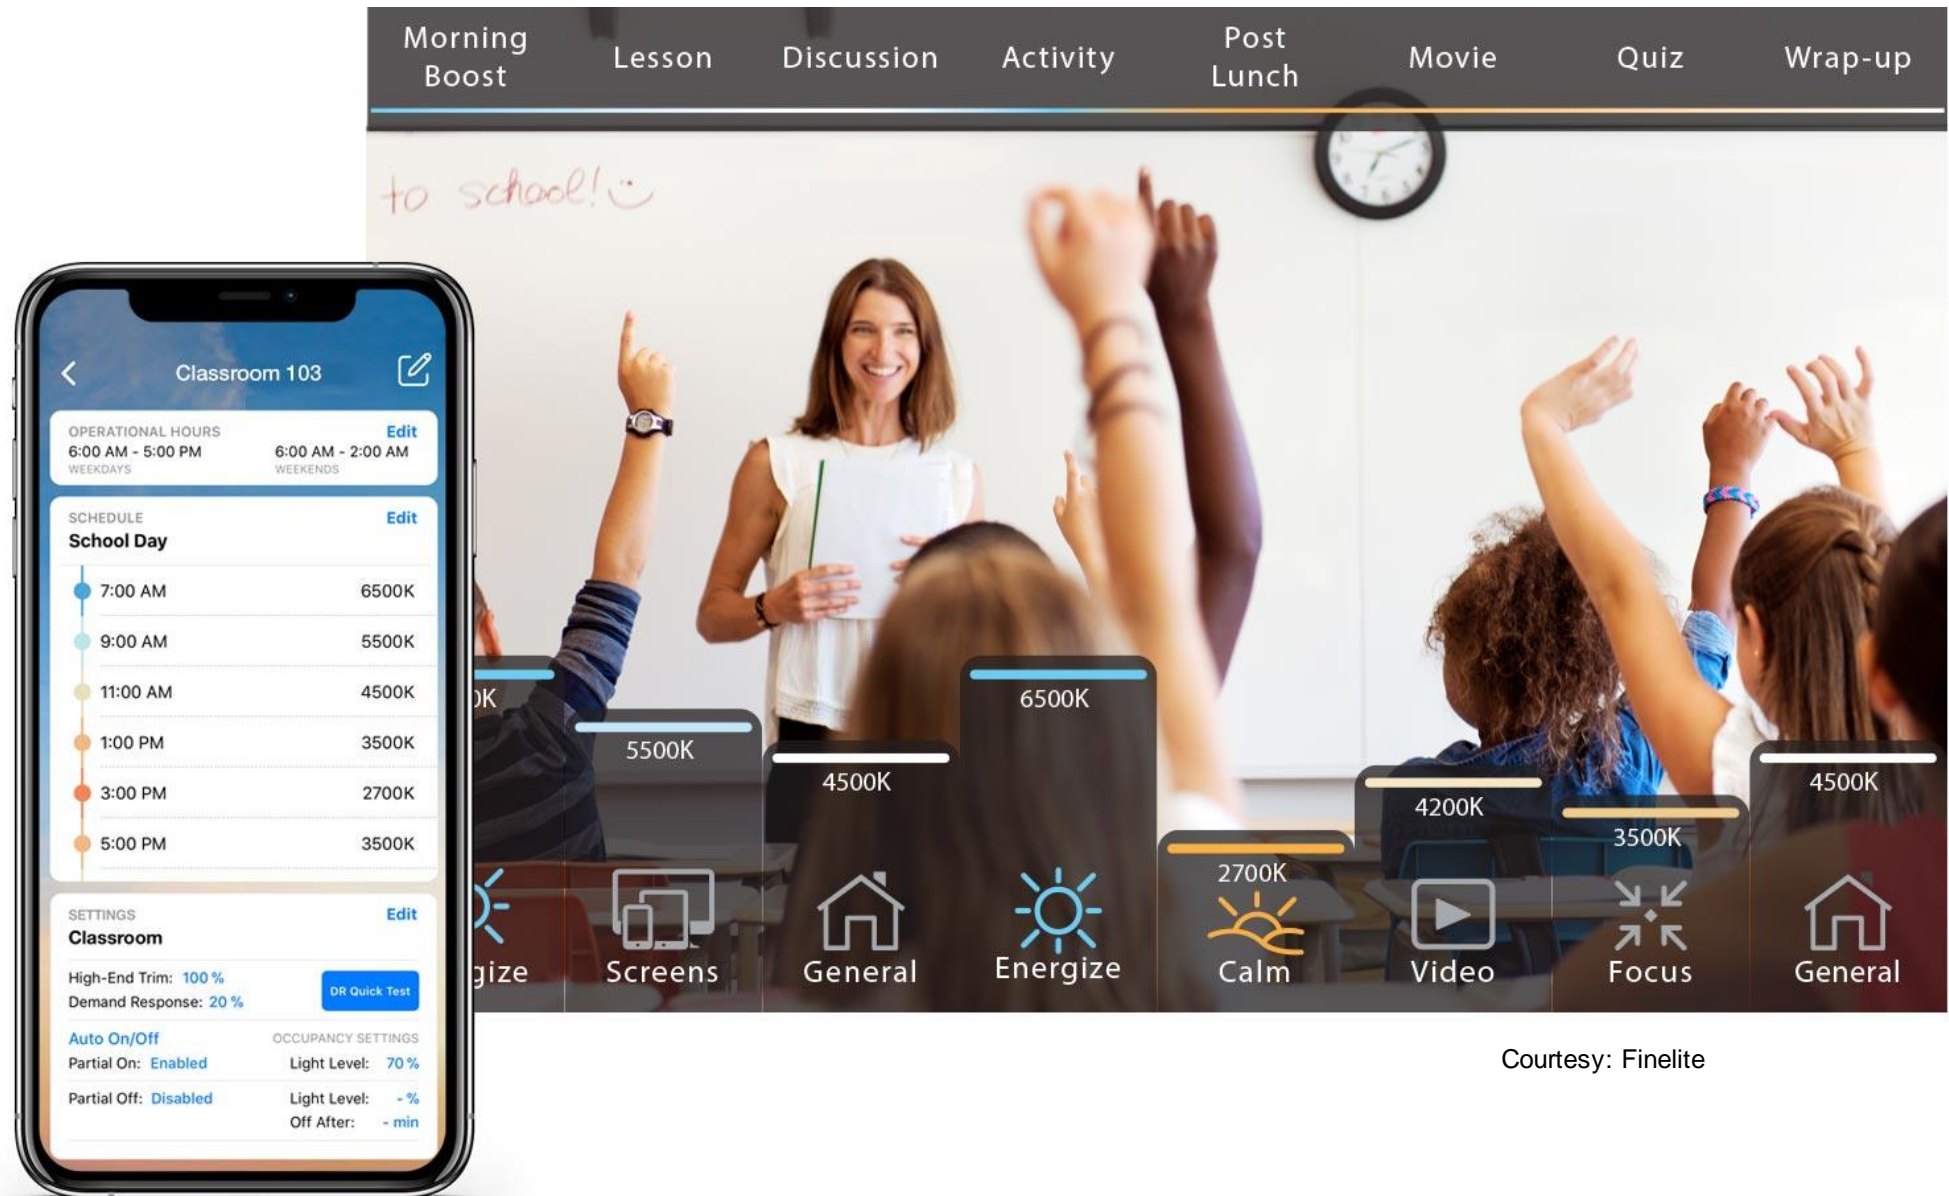 Morning
Boost
Lesson
Discussion
Activity
Post
Lunch
Movie
Quiz
Wrap-up
to school!
Classroom 103
OPERATIONAL HOURS
Edit
6:00 AM - 5:00 PM
6:00 AM - 2:00 AM
WEEKDAYS
WEEKENDS
SCHEDULE
Edit
School Day
7:00 AM 6500K
9:00 AM 5500K
11:00 AM 4500K
1:00 PM 3500K
3:00 PM 2700K
5:00 PM 3500K
SETTINGS
Edit
Classroom
High-End Trim: 100 %
Demand Response: 20 %
DR Quick Test
Auto On/Off
OCCUPANCY SETTINGS
Partial On: Enabled
Light Level: 70 %
Partial Off: Disabled
Light Level: - %
Off After: - min
0K
5500K
4500K
6500K
2700K
4200K
3500K
4500K
gize
Screens
General
Energize
Calm
Video
Focus
General
Courtesy: Finelite